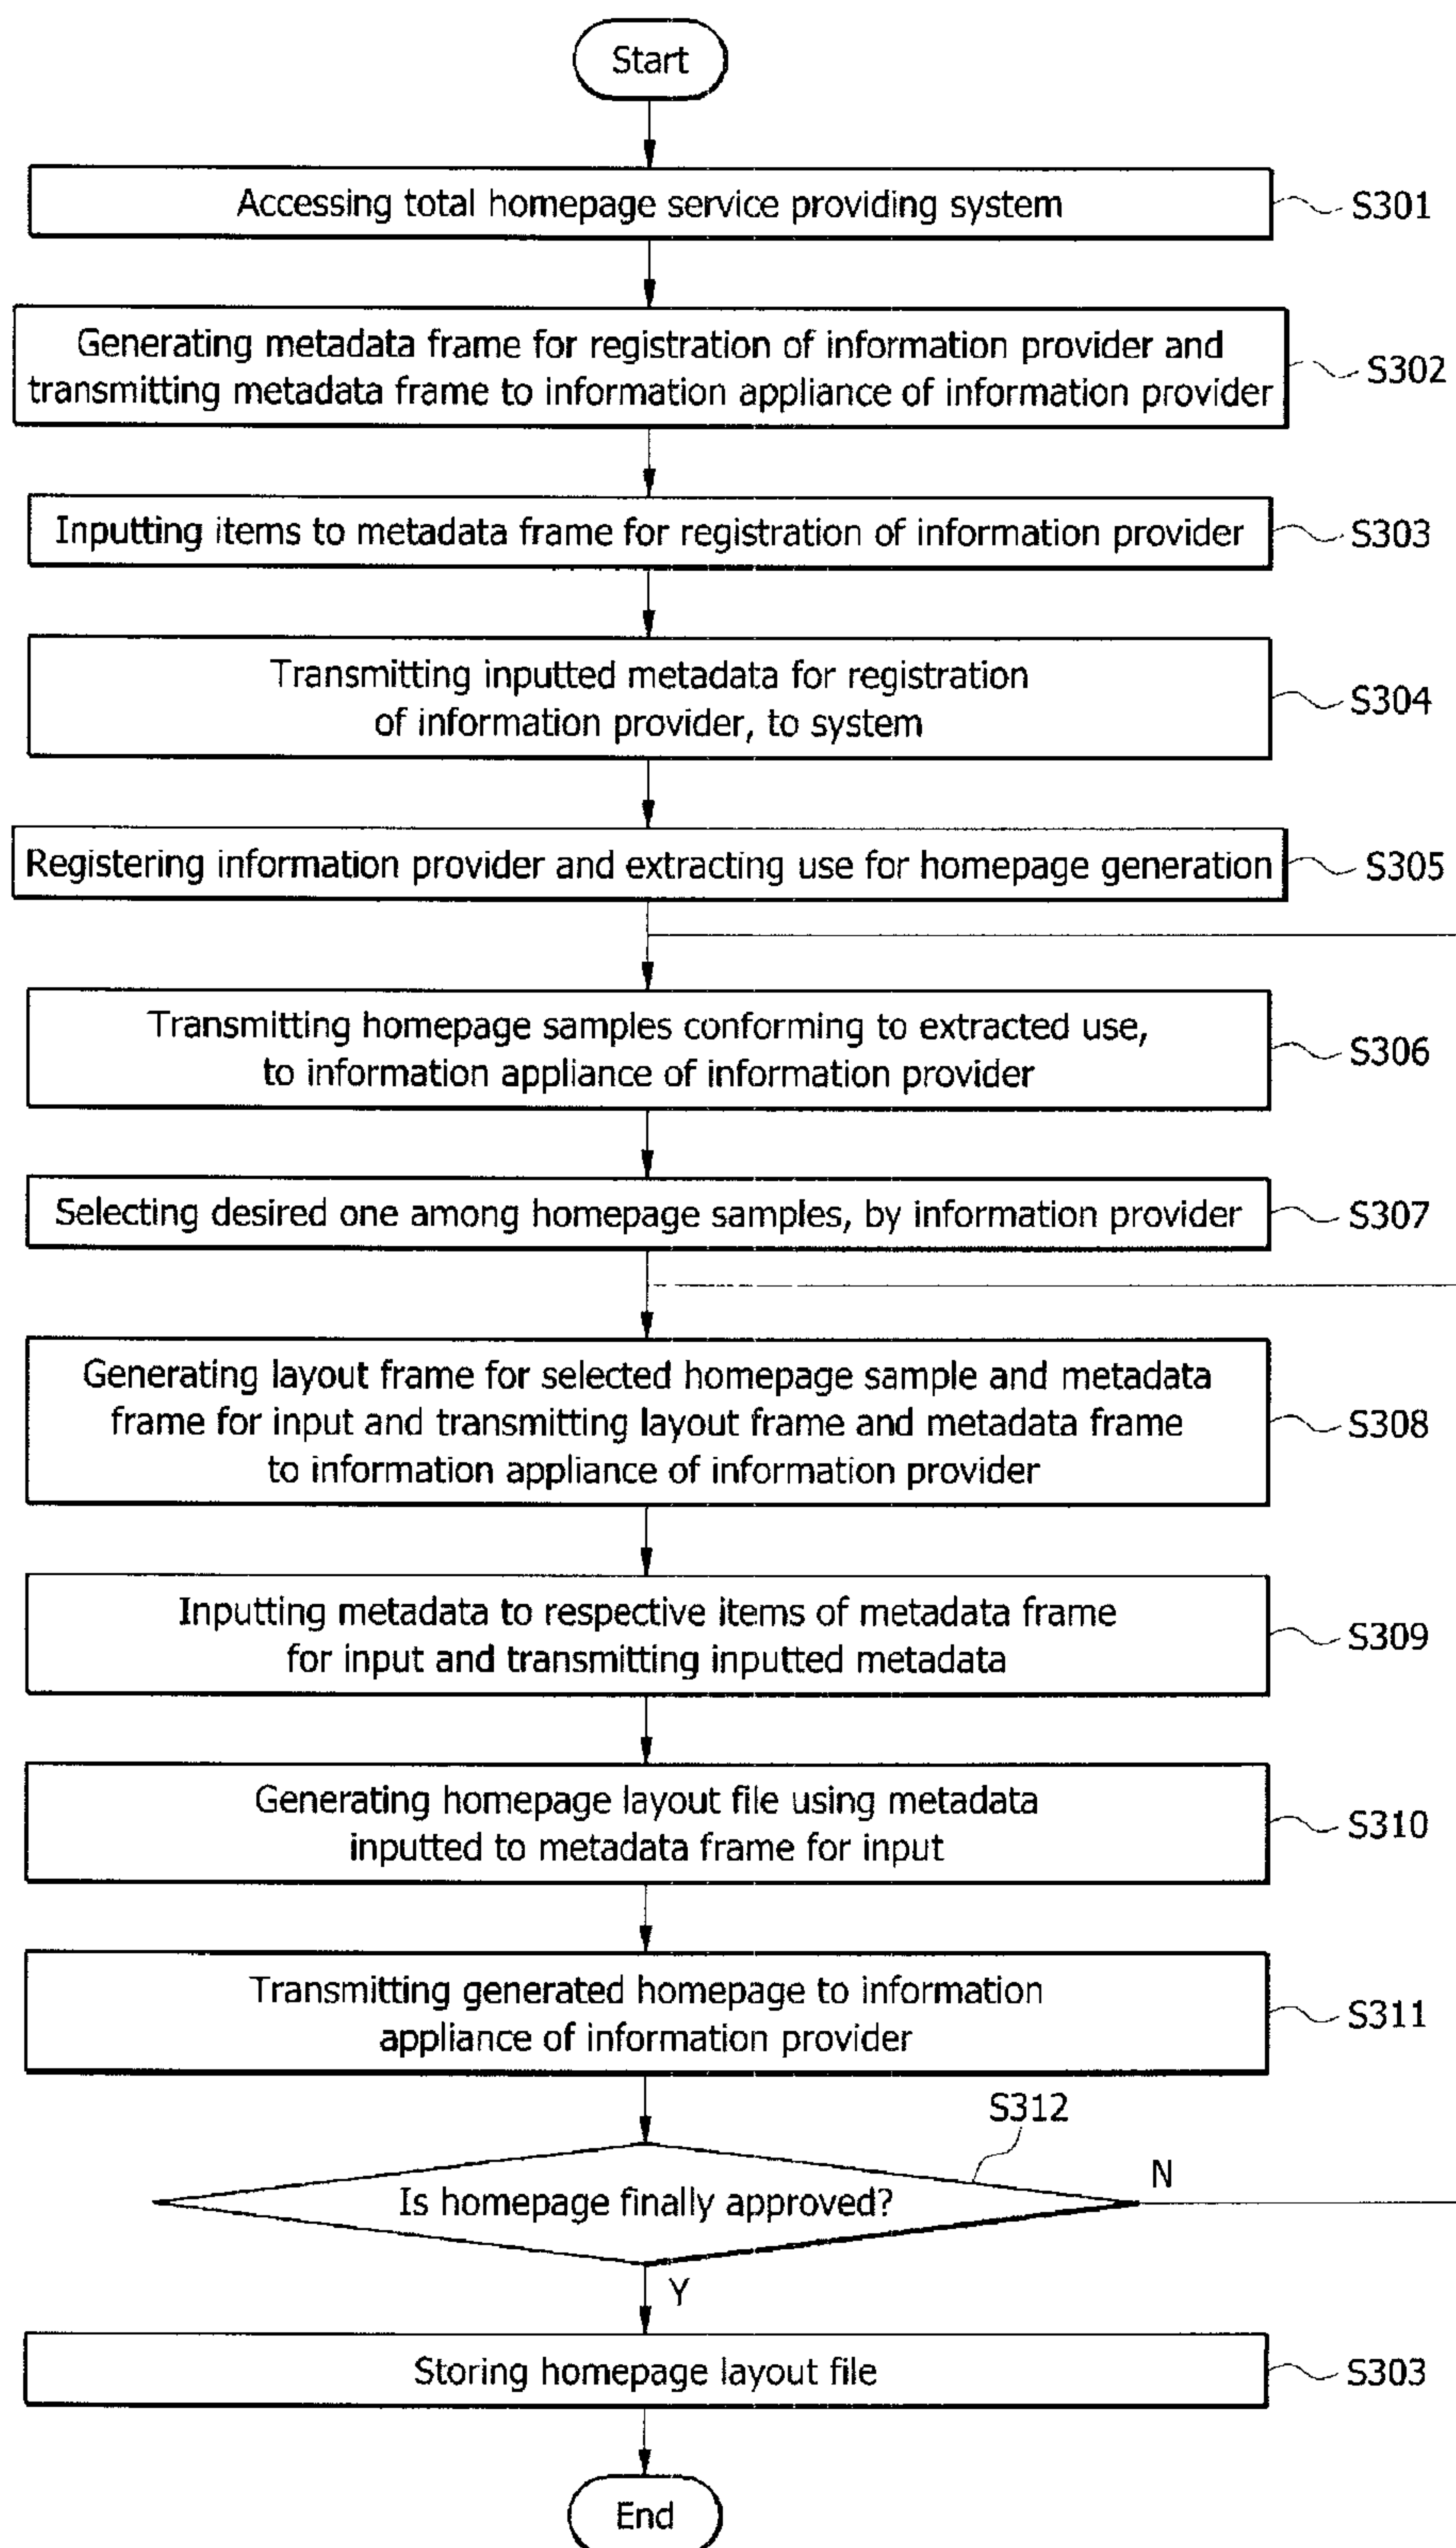 Start
Accessing total homepage service providing system
S301
Generating metadata frame for registration of information provider and
transmitting metadata frame to information appliance of information provider
S302
Inputting items to metadata frame for registration of information provider
S303
Transmitting inputted metadata for registration
of information provider, to system
S304
Registering information provider and extracting use for homepage generation
S305
Transmitting homepage samples conforming to extracted use,
to information appliance of information provider
S306
Selecting desired one among homepage samples, by information provider
S307
Generating layout frame for selected homepage sample and metadata
frame for input and transmitting layout frame and metadata frame
to information appliance of information provider
S308
Inputting metadata to respective items of metadata frame
for input and transmitting inputted metadata
S309
Generating homepage layout file using metadata
inputted to metadata frame for input
S310
Transmitting generated homepage to information
appliance of information provider
S311
S312
Is homepage finally approved?
N
Y
Storing homepage layout file
S303
End